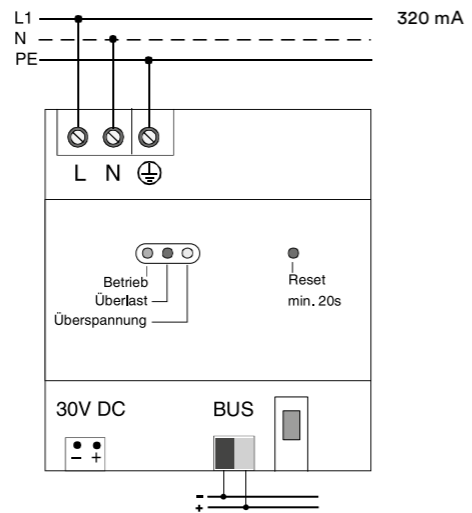 L1 320 mA
N
PE
L N
Betrieb
Überlast
Überspannung
Reset
min. 20s
30V DC BUS
- +
-
+